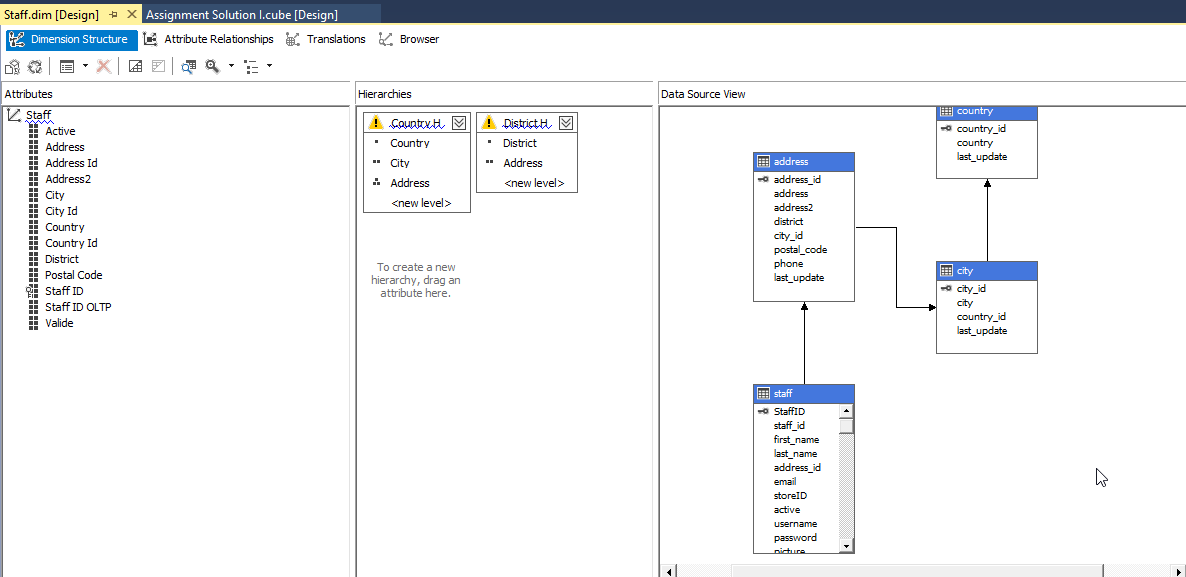 Staff.dim [Design]
Assignment Solution I.cube [Design]
Dimension Structure
Attribute Relationships
Translations
Browser
Attributes
Staff
Active
Address
Address Id
Address2
City
City Id
Country
Country Id
District
Postal Code
Staff ID
Staff ID OLTP
Valide
Hierarchies
Country H
Country
City
Address
<new level>
District H
District
Address
<new level>
To create a new
hierarchy, drag an
attribute here.
Data Source View
country
country_id
country
last_update
address
address_id
address
address2
district
city_id
postal_code
phone
last_update
city
city_id
city
country_id
last_update
staff
StaffID
staff_id
first_name
last_name
address_id
email
storeID
active
username
password
picture